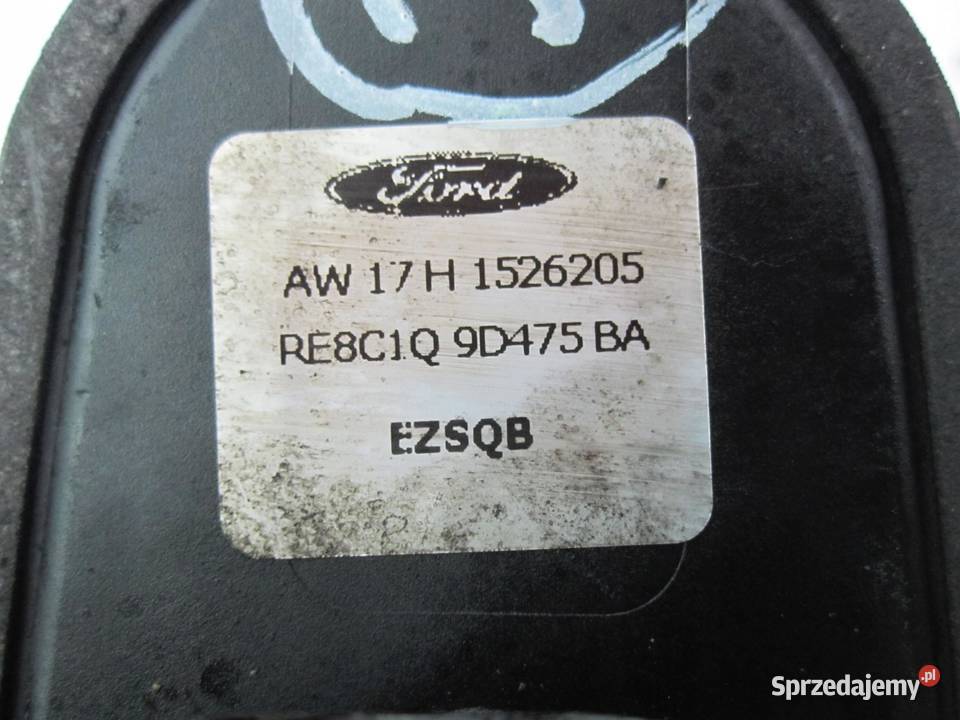 Ford
AW 17 H 1526205
RE8C1Q 9D475 BA
EZSQB
Sprzedajemy.pl